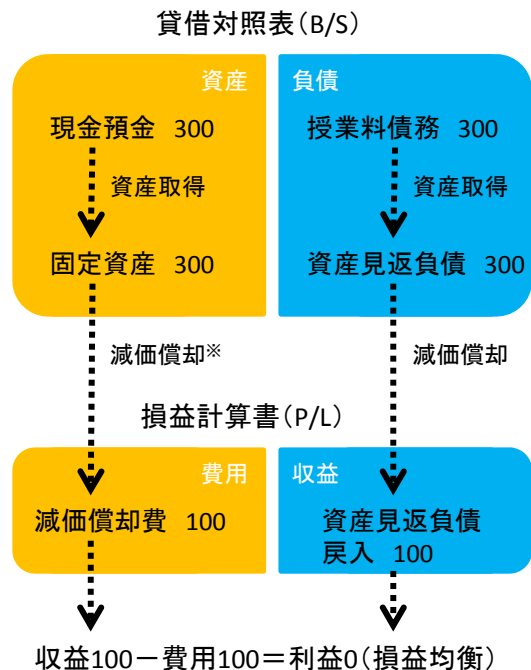 貸借対照表(B/S)
資産
負債
現金預金 300
授業料債務 300
資産取得
資産取得
固定資産 300
資産見返負債 300
減価償却※
減価償却
損益計算書(P/L)
費用
収益
減価償却費 100
資産見返負債
戻入 100
収益100-費用100=利益0(損益均衡)